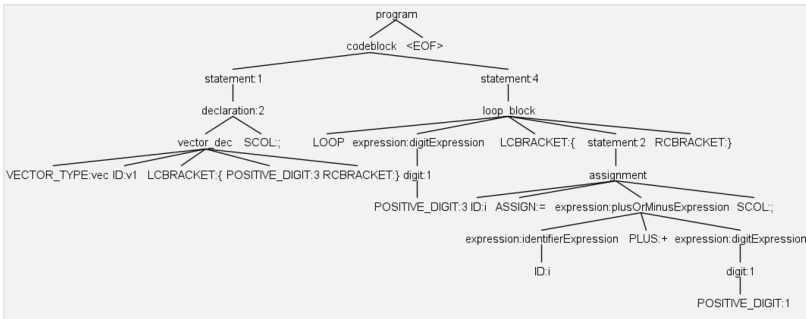 program
codeblock <EOF>
statement:1 statement:4
declaration:2 loop_block
vector_dec SCOL:; LOOP expression:digitExpression LCBRACKET:{ statement:2 RCBRACKET:}
VECTOR_TYPE:vec ID:v1 LCBRACKET:{ POSITIVE_DIGIT:3 RCBRACKET:} digit:1 assignment
POSITIVE_DIGIT:3 ID:i ASSIGN:= expression:plusOrMinusExpression SCOL:;
expression:identifierExpression PLUS:+ expression:digitExpression
ID:i digit:1
POSITIVE_DIGIT:1